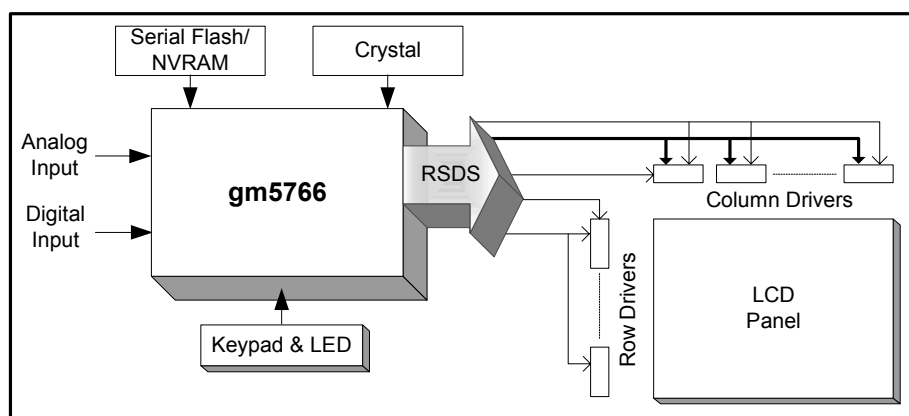 Serial Flash/
NVRAM
Crystal
Analog
Input
gm5766
RSDS
Digital
Input
Column Drivers
Row Drivers
LCD
Panel
Keypad & LED